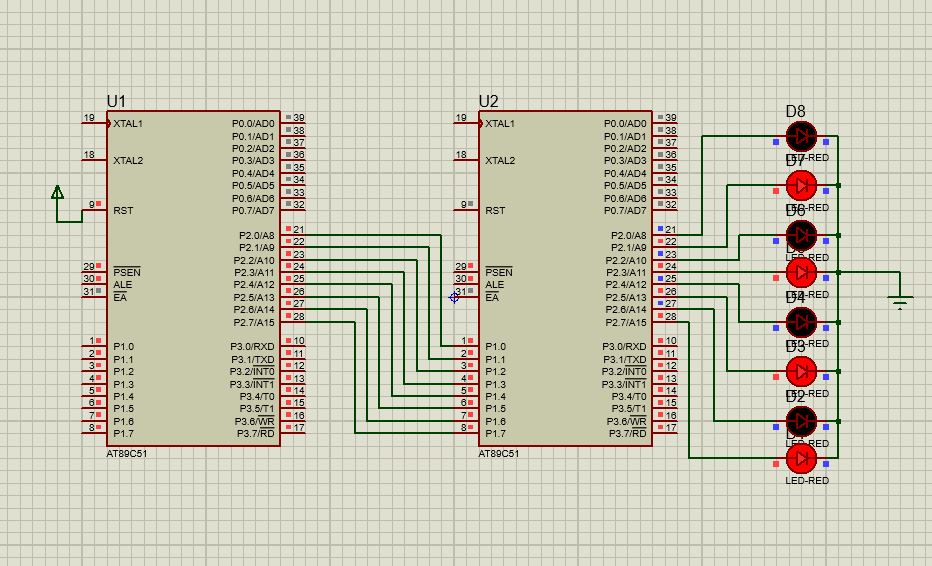 U1
19 XTAL1 P0.0/AD0 39
P0.1/AD1 38
P0.2/AD2 37
18 XTAL2 P0.3/AD3 36
P0.4/AD4 35
P0.5/AD5 34
P0.6/AD6 33
9 RST P0.7/AD7 32
P2.0/A8 21
P2.1/A9 22
P2.2/A10 23
29 PSEN P2.3/A11 24
30 ALE P2.4/A12 25
31 EA P2.5/A13 26
P2.6/A14 27
P2.7/A15 28
1 P1.0 P3.0/RXD 10
2 P1.1 P3.1/TXD 11
3 P1.2 P3.2/INT0 12
4 P1.3 P3.3/INT1 13
5 P1.4 P3.4/T0 14
6 P1.5 P3.5/T1 15
7 P1.6 P3.6/WR 16
8 P1.7 P3.7/RD 17
AT89C51
U2
19 XTAL1 P0.0/AD0 39
P0.1/AD1 38
P0.2/AD2 37
18 XTAL2 P0.3/AD3 36
P0.4/AD4 35
P0.5/AD5 34
P0.6/AD6 33
9 RST P0.7/AD7 32
P2.0/A8 21
P2.1/A9 22
P2.2/A10 23
29 PSEN P2.3/A11 24
30 ALE P2.4/A12 25
31 EA P2.5/A13 26
P2.6/A14 27
P2.7/A15 28
1 P1.0 P3.0/RXD 10
2 P1.1 P3.1/TXD 11
3 P1.2 P3.2/INT0 12
4 P1.3 P3.3/INT1 13
5 P1.4 P3.4/T0 14
6 P1.5 P3.5/T1 15
7 P1.6 P3.6/WR 16
8 P1.7 P3.7/RD 17
AT89C51
D8
LED-RED
D7
LED-RED
D6
LED-RED
LED-RED
D4
LED-RED
D3
LED-RED
D2
LED-RED
LED-RED